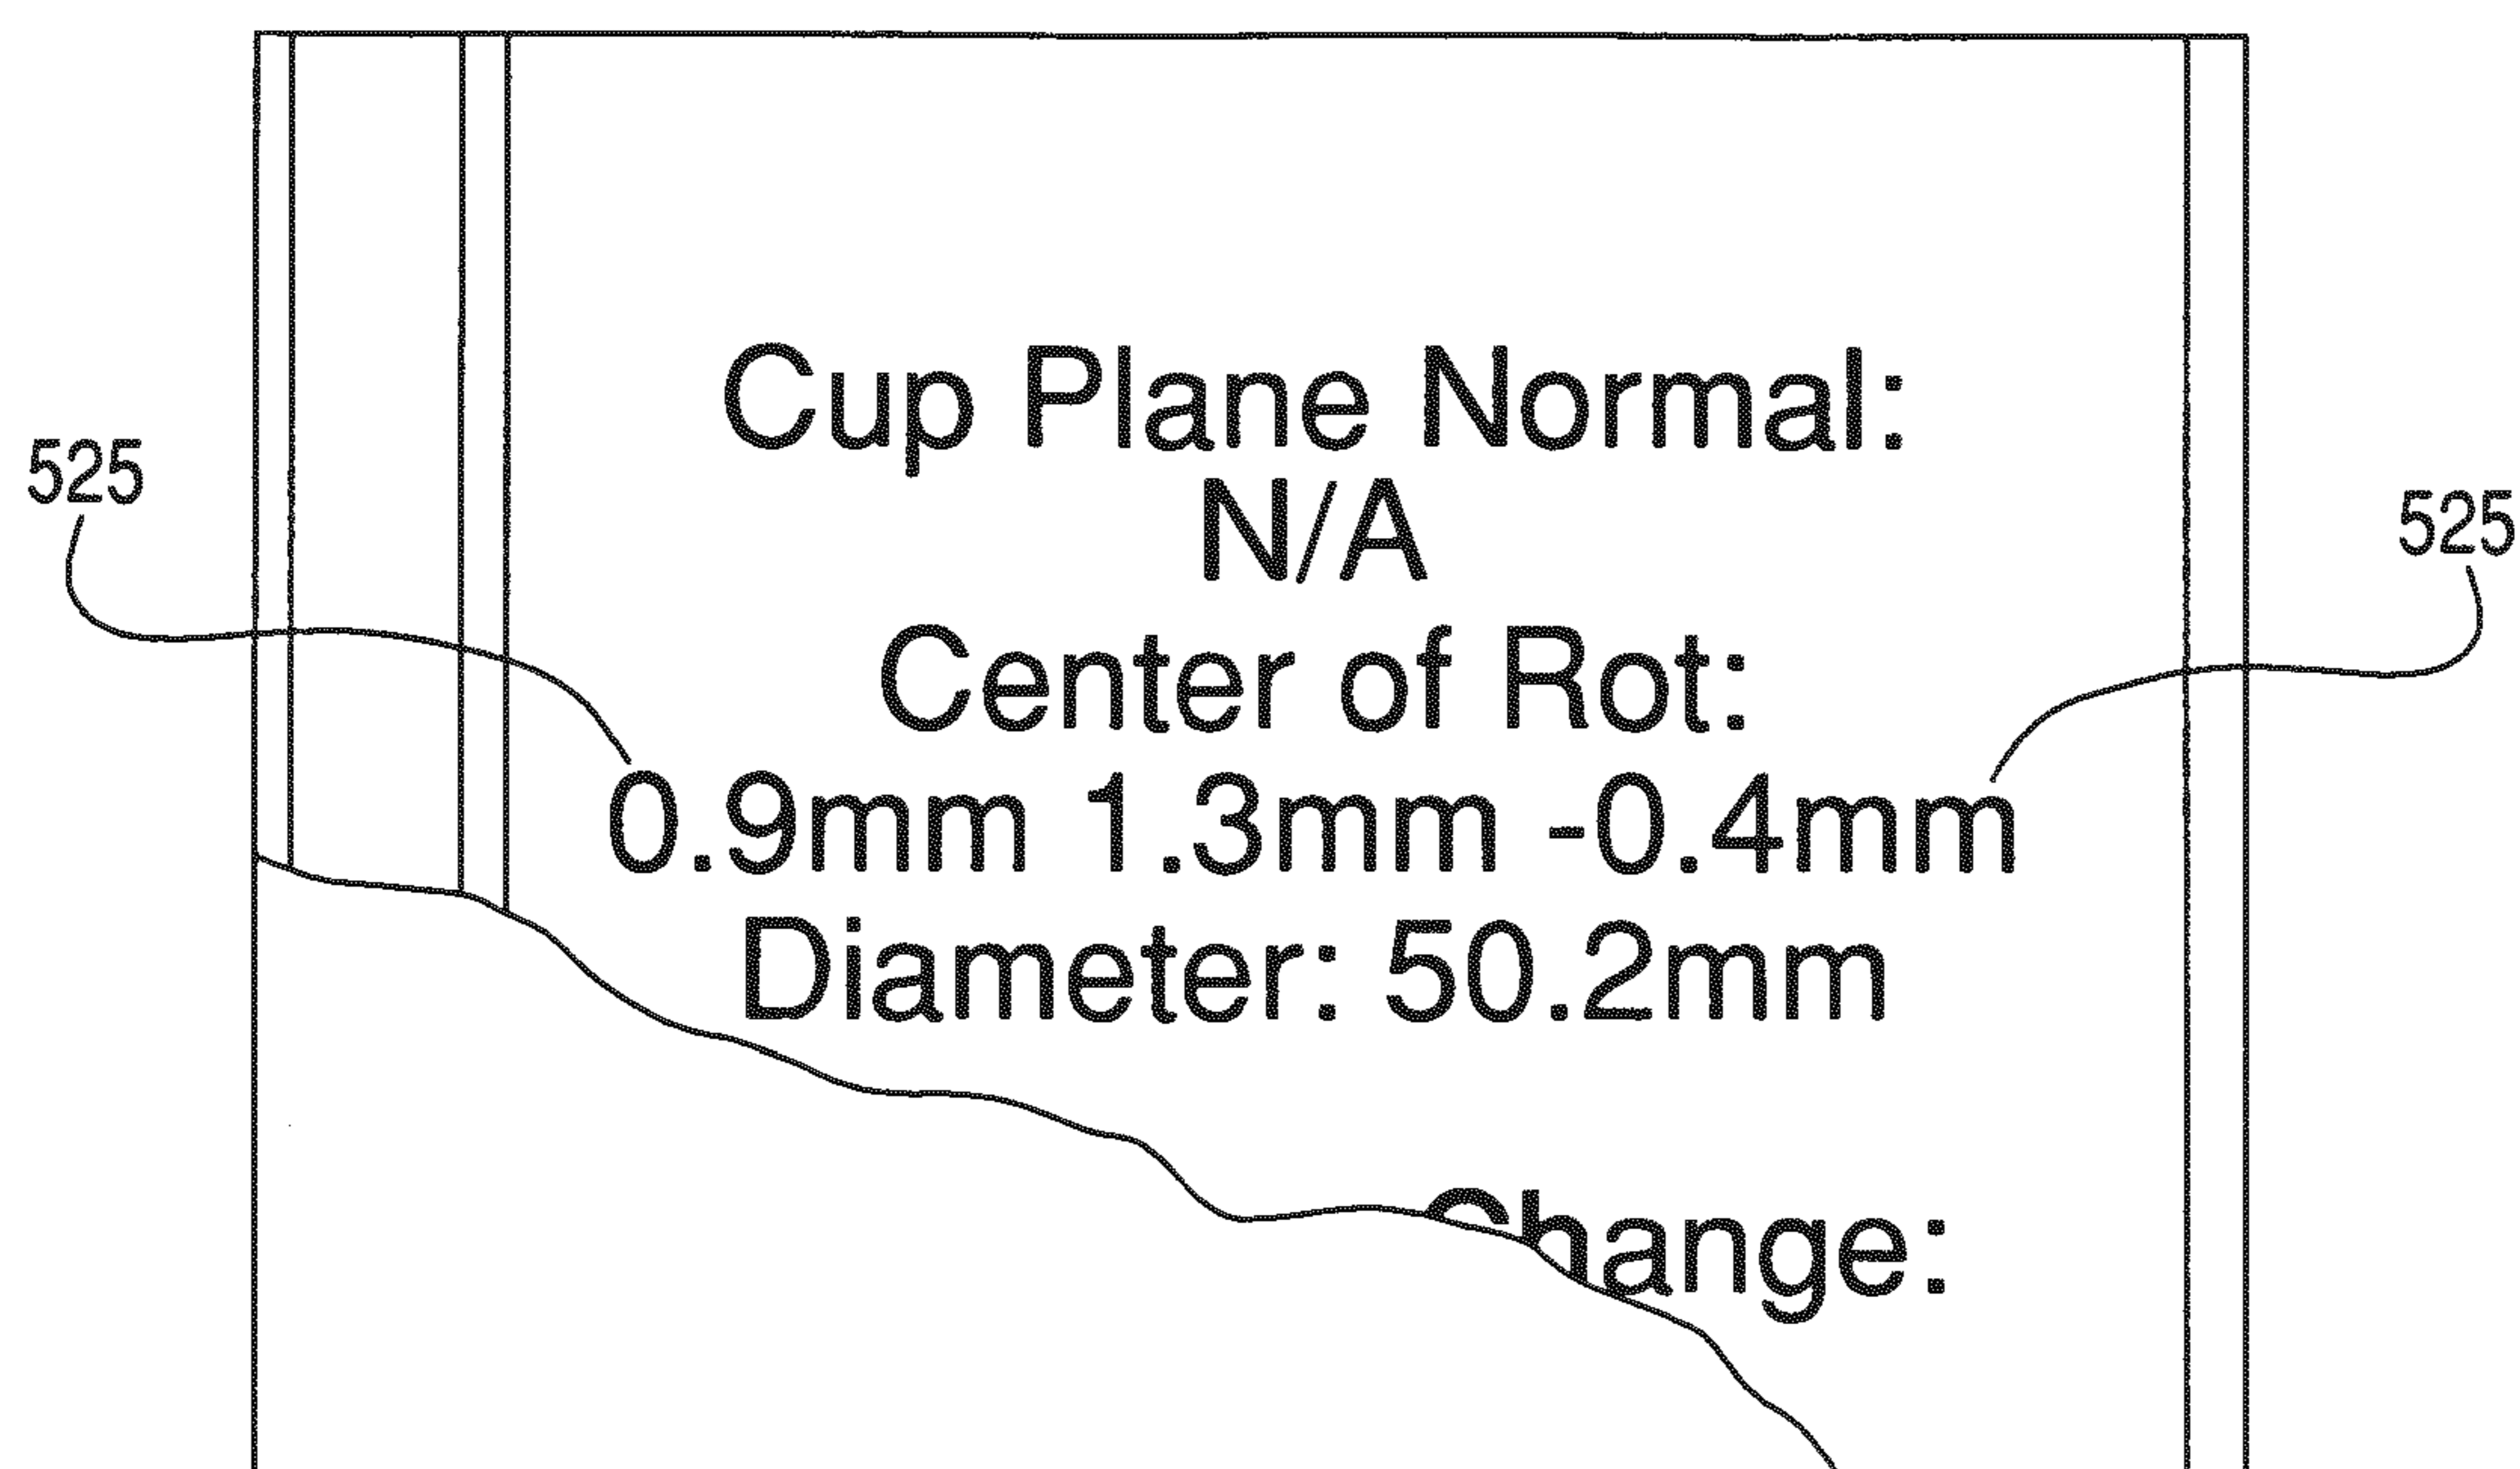 Cup Plane Normal:
525
N/A
525
Center of Rot:
0.9mm 1.3mm -0.4mm
Diameter: 50.2mm
Change: